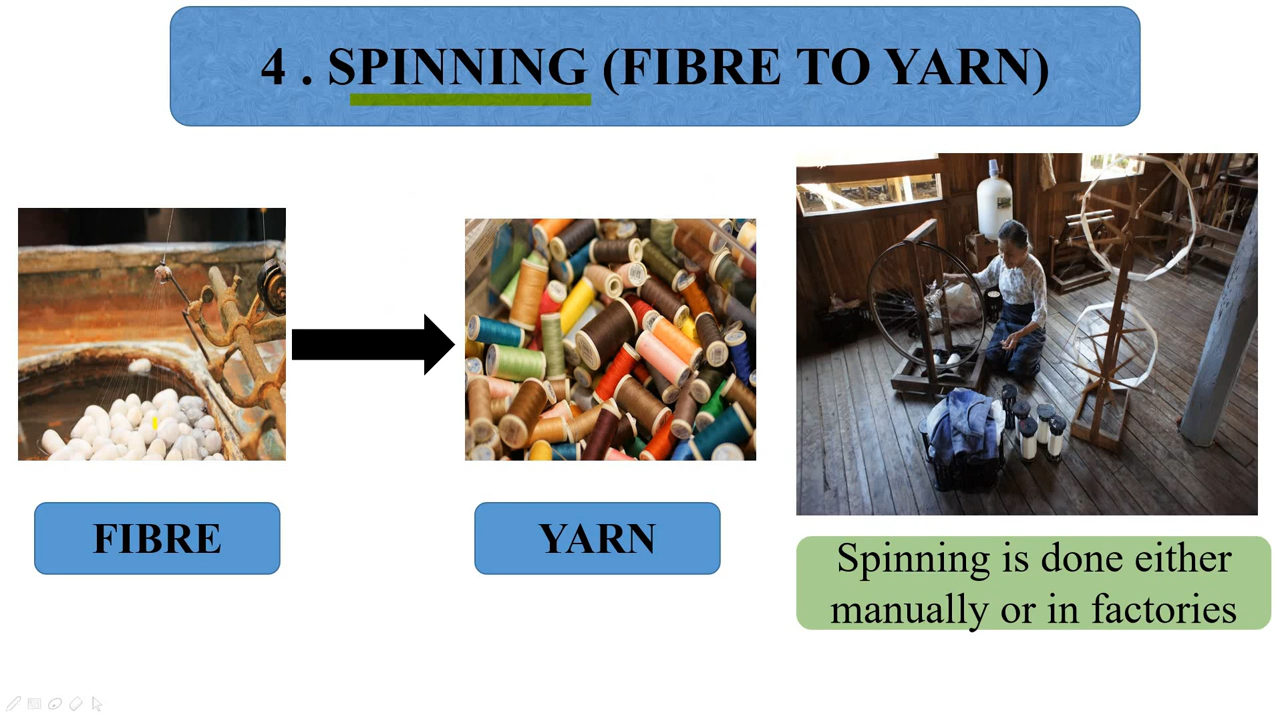 4 . SPINNING (FIBRE TO YARN)
FIBRE
YARN
Spinning is done either
manually or in factories